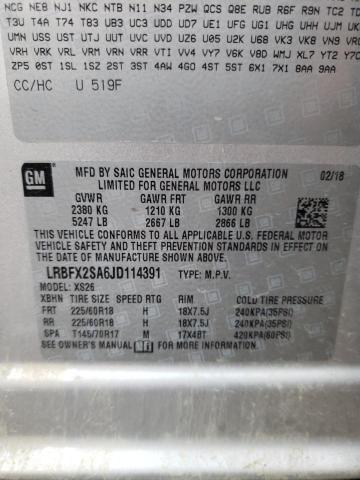 NCG NE8 NJ1 NKC NTB N11 N34 PZW QCS Q8E RUB R6F R9N TC2
T3U T4A T74 T83 UB3 UC3 UDD UD7 UE1 UFG UG1 UHG UHH UJM
UMN USS UST UTJ UTT UUC UVC UVD UZ6 U05 U2K U68 VK3 VK8 VN9
VRH VRK VRL VRM VRN VRR VTI VV4 VY7 V6K V8D WMJ XL7 YT2
ZP5 0ST 1SL 1SZ 2ST 3ST 4AW 4GO 4ST 5ST 6X1 7X1 8AA 9AA
CC/HC U 519F
GM
MFD BY SAIC GENERAL MOTORS CORPORATION 02/18
LIMITED FOR GENERAL MOTORS LLC
GVWR GAWR FRT GAWR RR
2380 KG 1210 KG 1300 KG
5247 LB 2667 LB 2866 LB
THIS VEHICLE CONFORMS TO ALL APPLICABLE U.S. FEDERAL
MOTOR VEHICLE SAFETY AND THEFT PREVENTION
STANDARDS IN EFFECT ON
THE DATE OF MANUFACTURE SHOWN ABOVE.
LRBFX2SA6JD114391 TYPE: M.P.V.
MODEL: XS26
XBHN TIRE SIZE SPEED RTG RIM COLD TIRE PRESSURE
FRT 225/60R18 H 18X7.5J 240KPA(35PSI)
RR 225/60R18 H 18X7.5J 240KPA(35PSI)
SPA T145/70R17 M 17X4BT 420KPA(60PSI)
SEE OWNER'S MANUAL FOR MORE INFORMATION